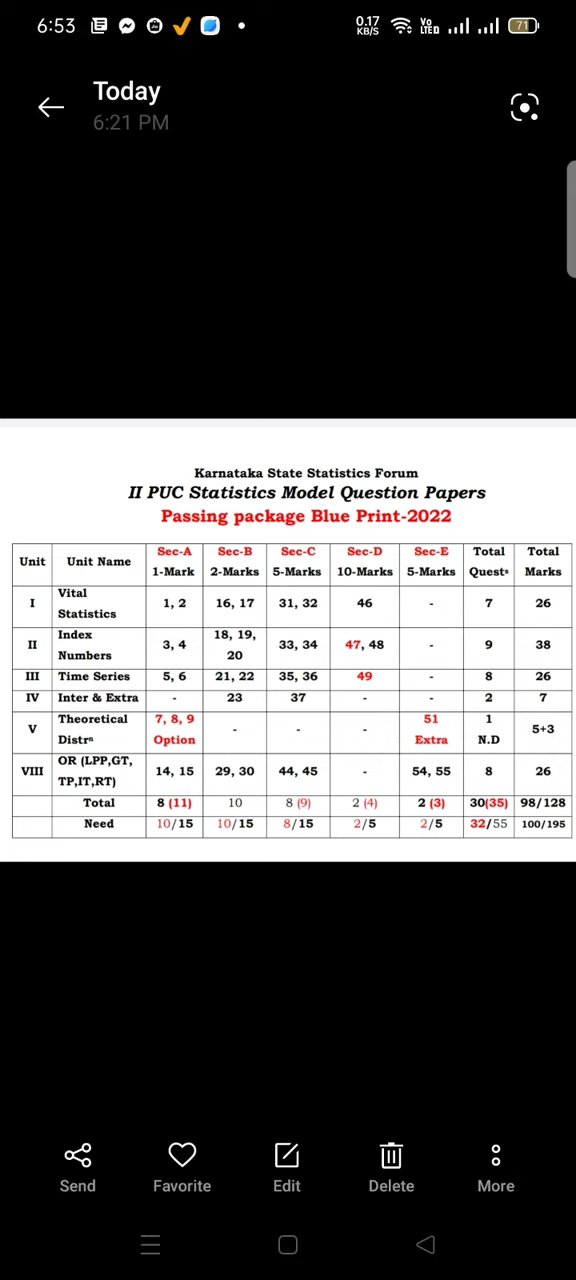 6:53
0.17 KB/S
Vo LTE
71
Today
6:21 PM
Karnataka State Statistics Forum
II PUC Statistics Model Question Papers
Passing package Blue Print-2022
Unit | Unit Name | Sec-A 1-Mark | Sec-B 2-Marks | Sec-C 5-Marks | Sec-D 10-Marks | Sec-E 5-Marks | Total Questˢ | Total Marks
I | Vital Statistics | 1, 2 | 16, 17 | 31, 32 | 46 | - | 7 | 26
II | Index Numbers | 3, 4 | 18, 19, 20 | 33, 34 | 47, 48 | - | 9 | 38
III | Time Series | 5, 6 | 21, 22 | 35, 36 | 49 | - | 8 | 26
IV | Inter & Extra | - | 23 | 37 | - | - | 2 | 7
V | Theoretical Distrⁿ | 7, 8, 9 Option | - | - | - | 51 Extra | 1 N.D | 5+3
VIII | OR (LPP,GT, TP,IT,RT) | 14, 15 | 29, 30 | 44, 45 | - | 54, 55 | 8 | 26
Total | 8 (11) | 10 | 8 (9) | 2 (4) | 2 (3) | 30(35) | 98/128
Need | 10/15 | 10/15 | 8/15 | 2/5 | 2/5 | 32/55 | 100/195
Send
Favorite
Edit
Delete
More